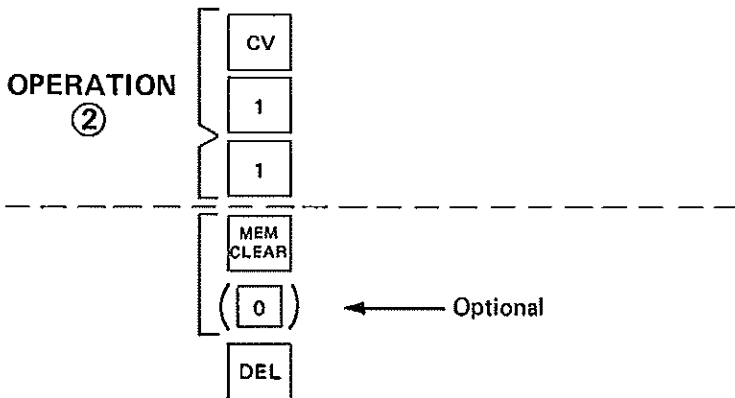 CV
OPERATION
②
1
1
MEM
CLEAR
(0) Optional
DEL